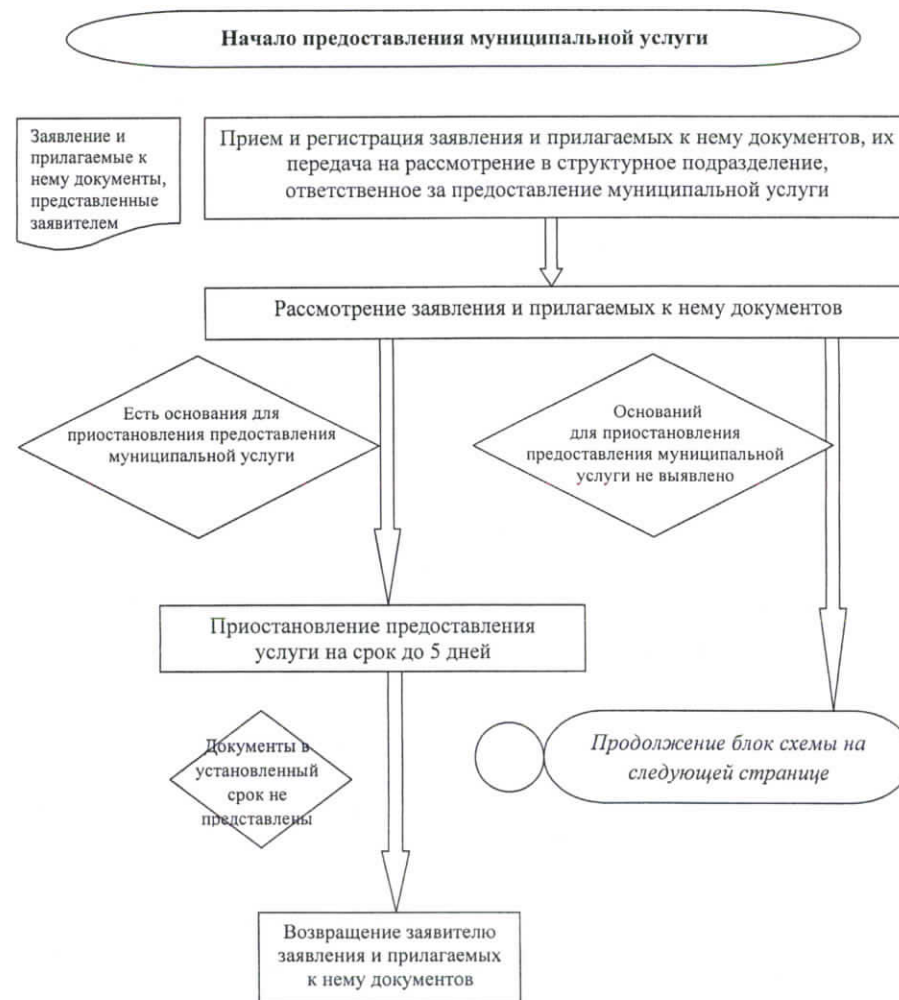 Начало предоставления муниципальной услуги
Заявление и
прилагаемые к
нему документы,
представленные
заявителем
Прием и регистрация заявления и прилагаемых к нему документов, их
передача на рассмотрение в структурное подразделение,
ответственное за предоставление муниципальной услуги
Рассмотрение заявления и прилагаемых к нему документов
Есть основания для
приостановления предоставления
муниципальной услуги
Оснований
для приостановления
предоставления муниципальной
услуги не выявлено
Приостановление предоставления
услуги на срок до 5 дней
Документы в
установленный
срок не
представлены
Продолжение блок схемы на
следующей странице
Возвращение заявителю
заявления и прилагаемых
к нему документов